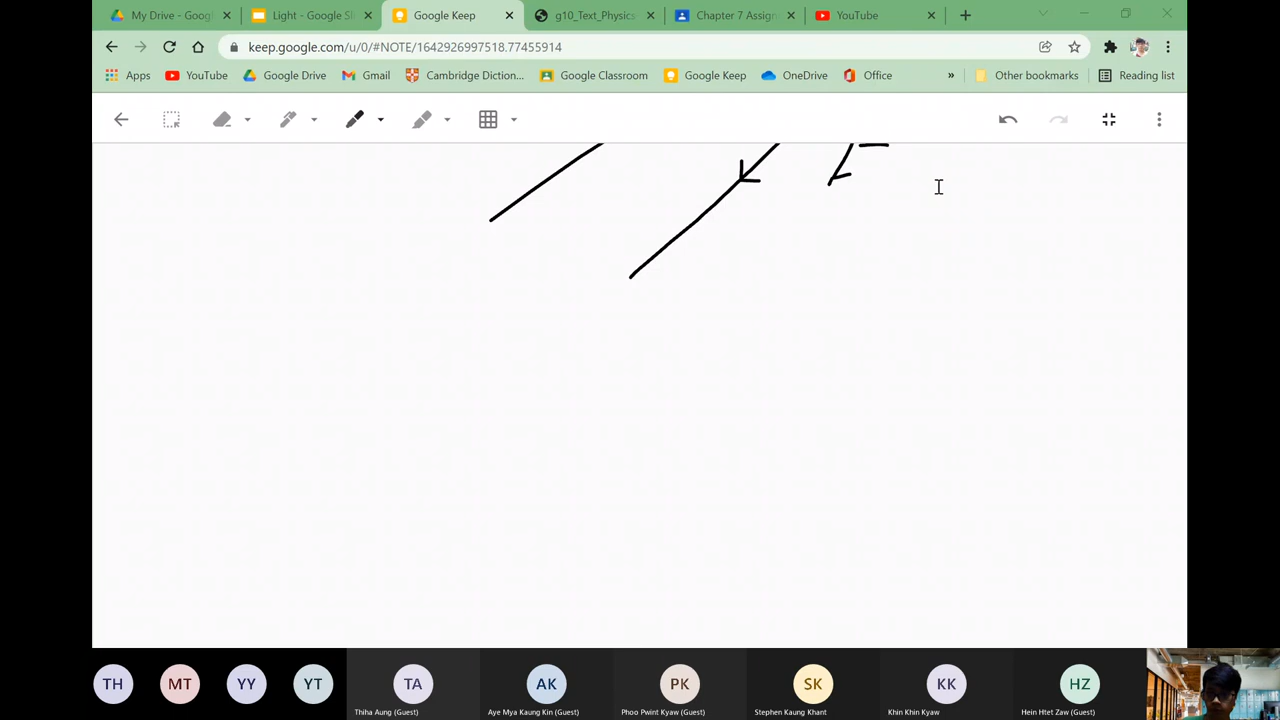 My Drive - Goog
Light - Google Sl
Google Keep
g10_Text_Physic
Chapter 7 Assig
YouTube
keep.google.com/u/0/#NOTE/1642926997518.77455914
Apps
YouTube
Google Drive
Gmail
Cambridge Diction...
Google Classroom
Google Keep
OneDrive
Office
»
Other bookmarks
Reading list
TH
MT
YY
YT
TA
AK
PK
SK
KK
HZ
Thiha Aung (Guest)
Aye Mya Kaung Kin (Guest)
Phoo Pwint Kyaw (Guest)
Stephen Kaung Khant
Khin Khin Kyaw
Hein Htet Zaw (Guest)